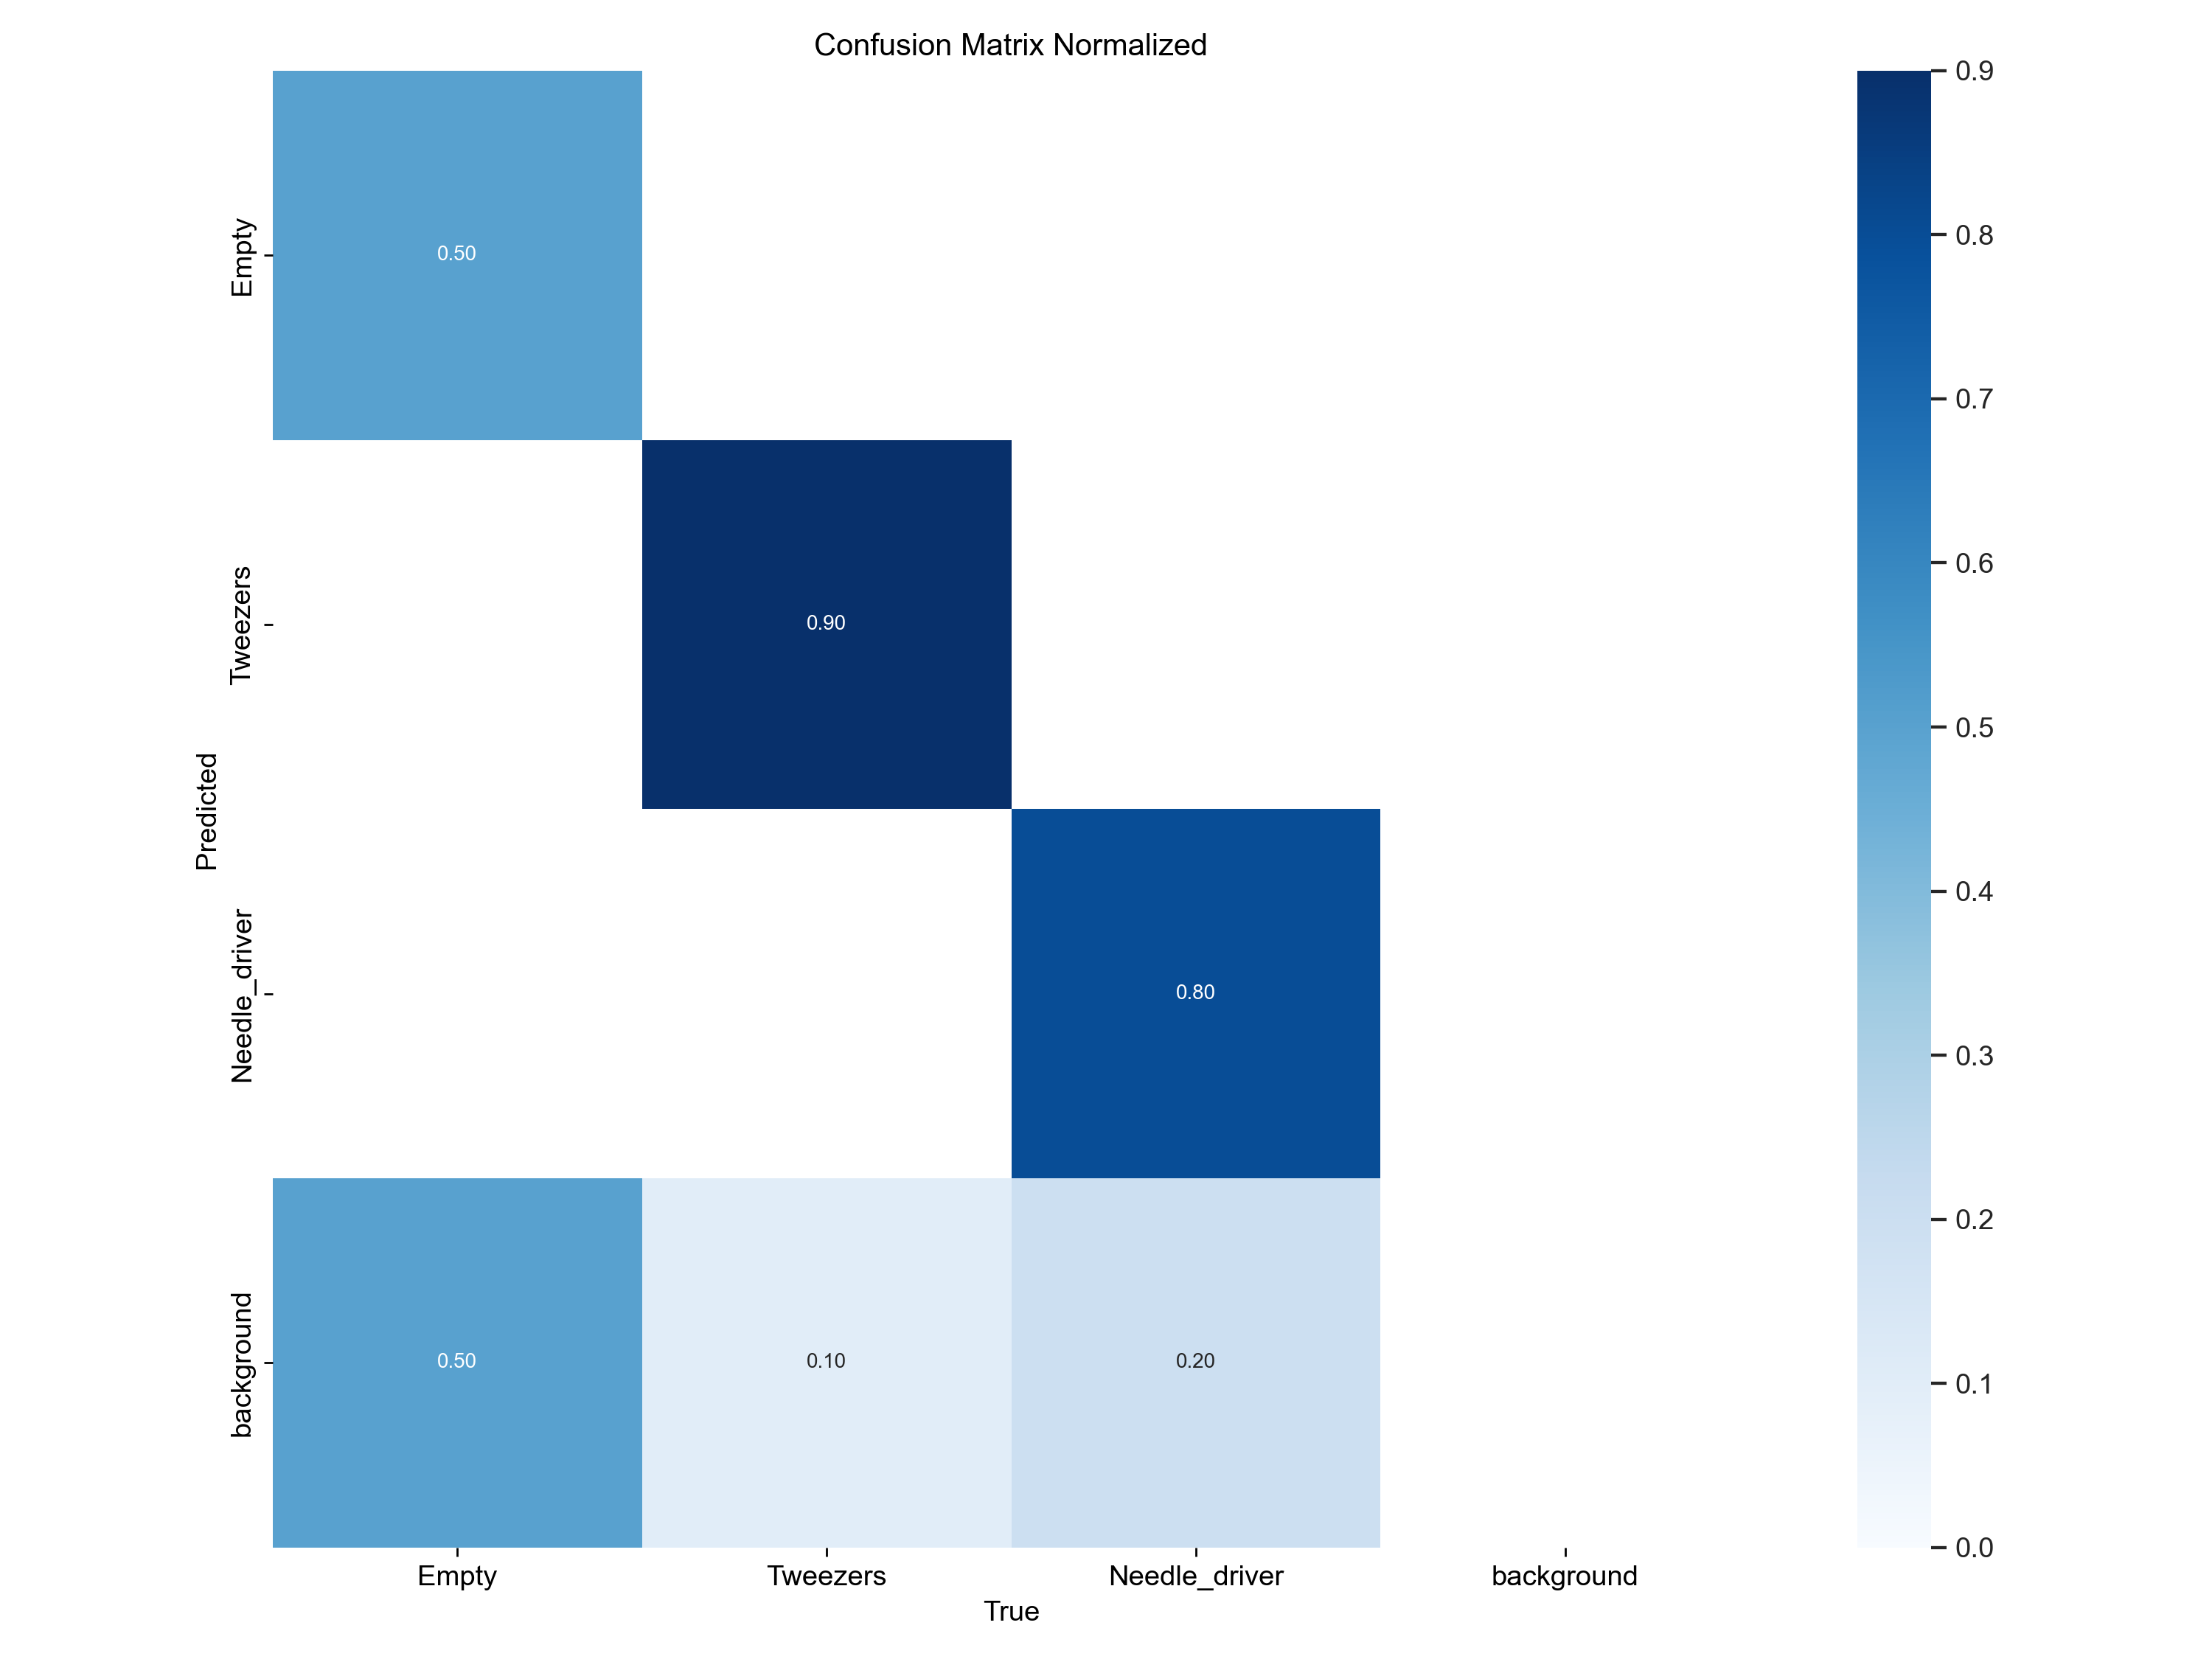 Confusion Matrix Normalized
Empty
Tweezers
Needle_driver
background
Predicted
0.50
0.90
0.80
0.50
0.10
0.20
Empty
Tweezers
Needle_driver
background
True
0.9
0.8
0.7
0.6
0.5
0.4
0.3
0.2
0.1
0.0